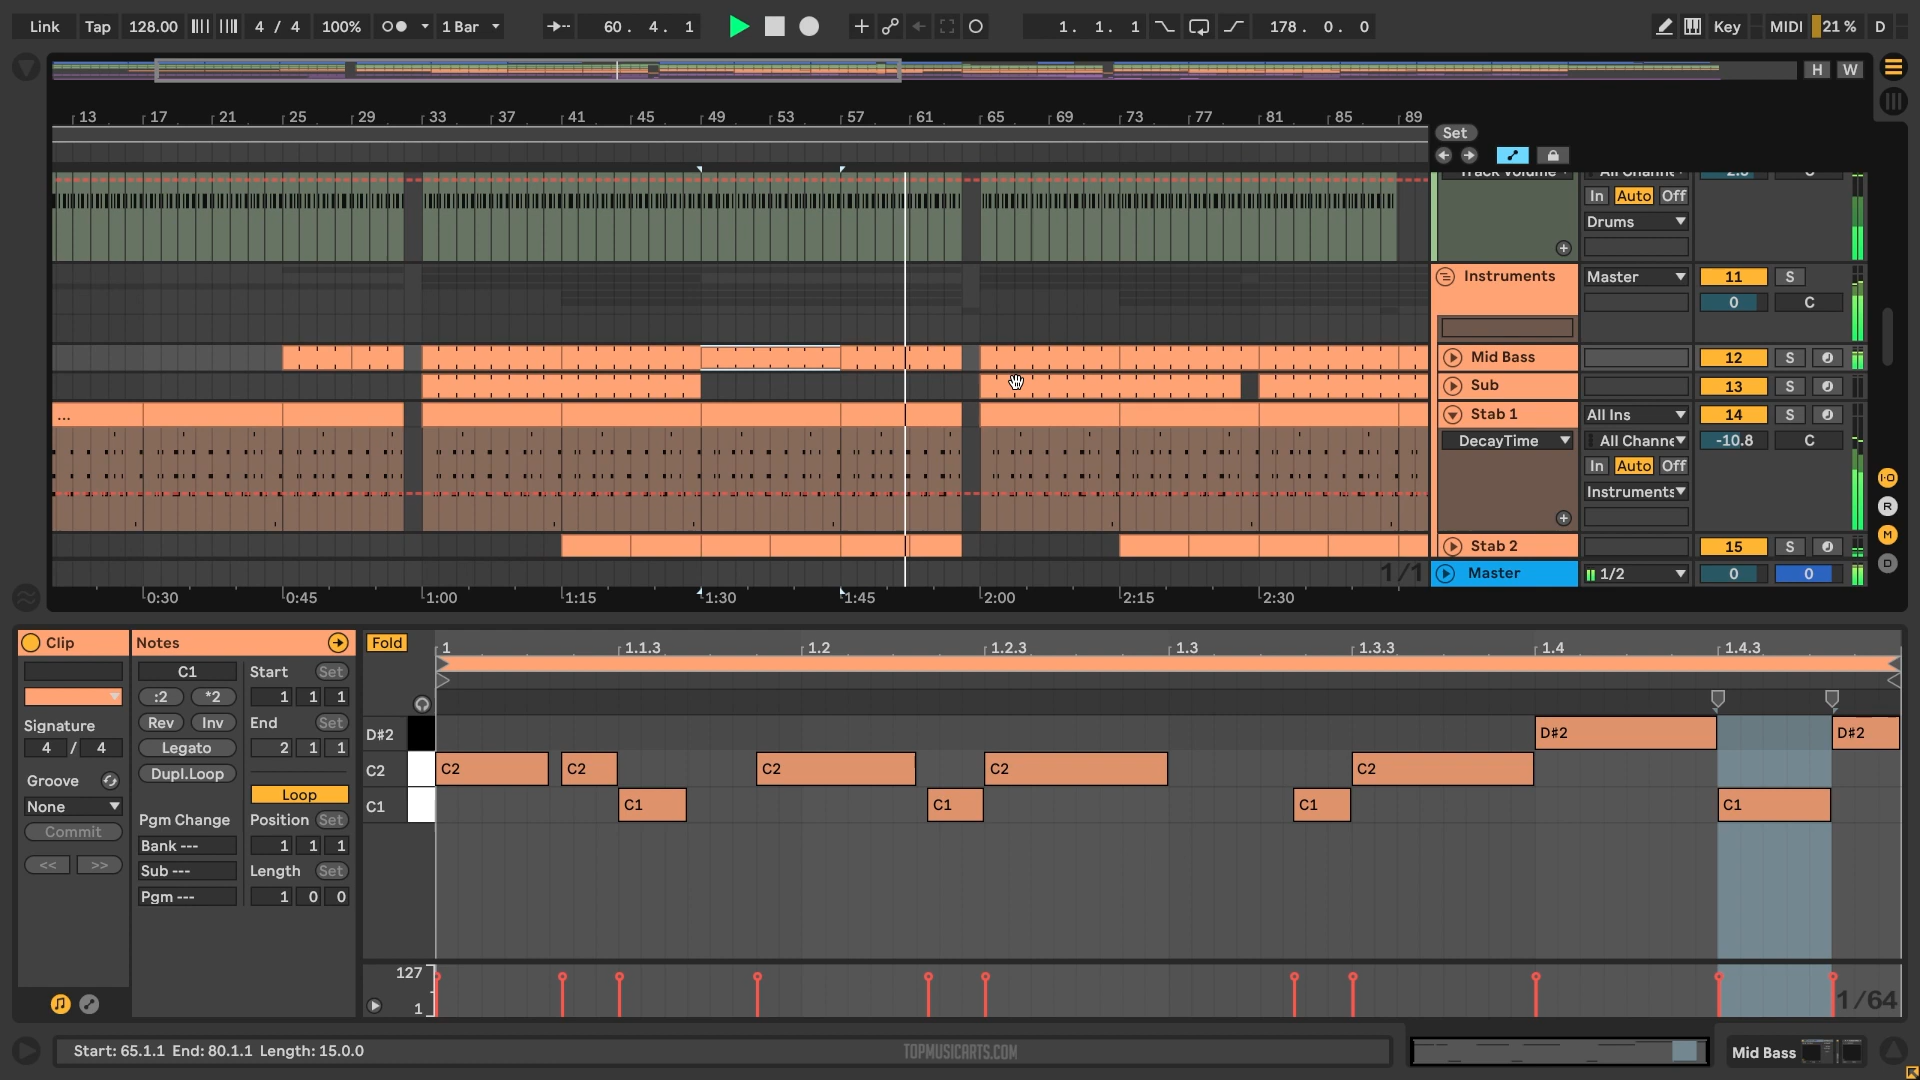 Link Tap 128.00 4 / 4 100% 1 Bar 60. 4. 1 1. 1. 1 178. 0. 0 Key MIDI 21 % D
H W
13 17 21 25 29 33 37 41 45 49 53 57 61 65 69 73 77 81 85 89
Set
Track Volume All Channe
In Auto Off
Drums
Instruments Master 11 S
0 C
Mid Bass 12 S
Sub 13 S
... Stab 1 All Ins 14 S
DecayTime All Channe -10.8 C
In Auto Off
Instruments
I·O
R
M
D
Stab 2 15 S
1/1 Master 1/2 0 0
0:30 0:45 1:00 1:15 1:30 1:45 2:00 2:15 2:30
Clip Notes Fold 1 1.1.3 1.2 1.2.3 1.3 1.3.3 1.4 1.4.3
C1 Start Set
:2 *2 1 1 1
Signature Rev Inv End Set
4 / 4 Legato 2 1 1
Groove Dupl.Loop
None Loop
Commit Pgm Change Position Set
Bank --- 1 1 1
<< >> Sub --- Length Set
Pgm --- 1 0 0
D#2 D#2 D#2
C2 C2 C2 C2 C2 C2
C1 C1 C1 C1 C1
127
1 1/64
Start: 65.1.1 End: 80.1.1 Length: 15.0.0 TOPMUSICARTS.COM Mid Bass